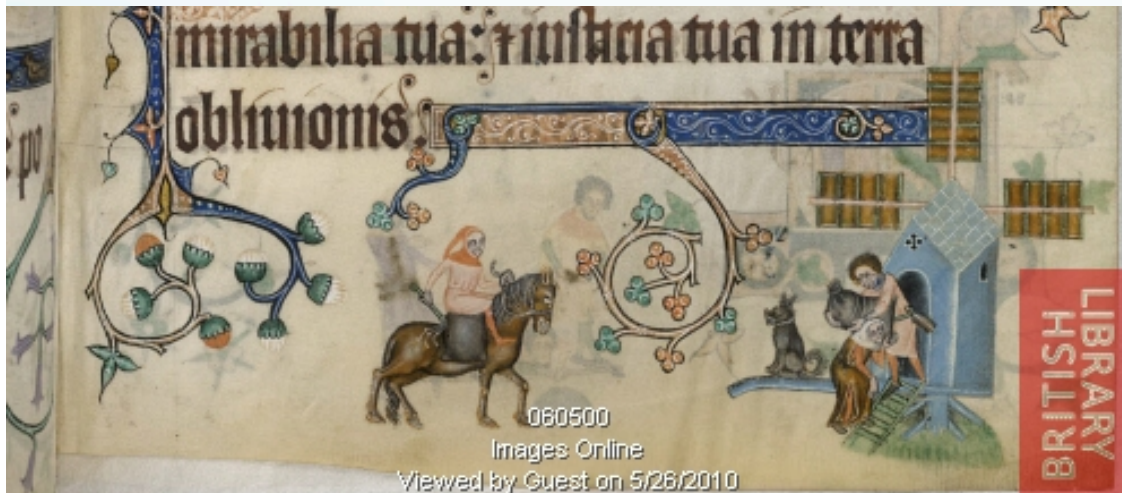 mirabilia tua: ⁊ iusticia tua in terra
obliuionis.
: po
060500
Images Online
Viewed by Guest on 5/26/2010
BRITISH
LIBRARY